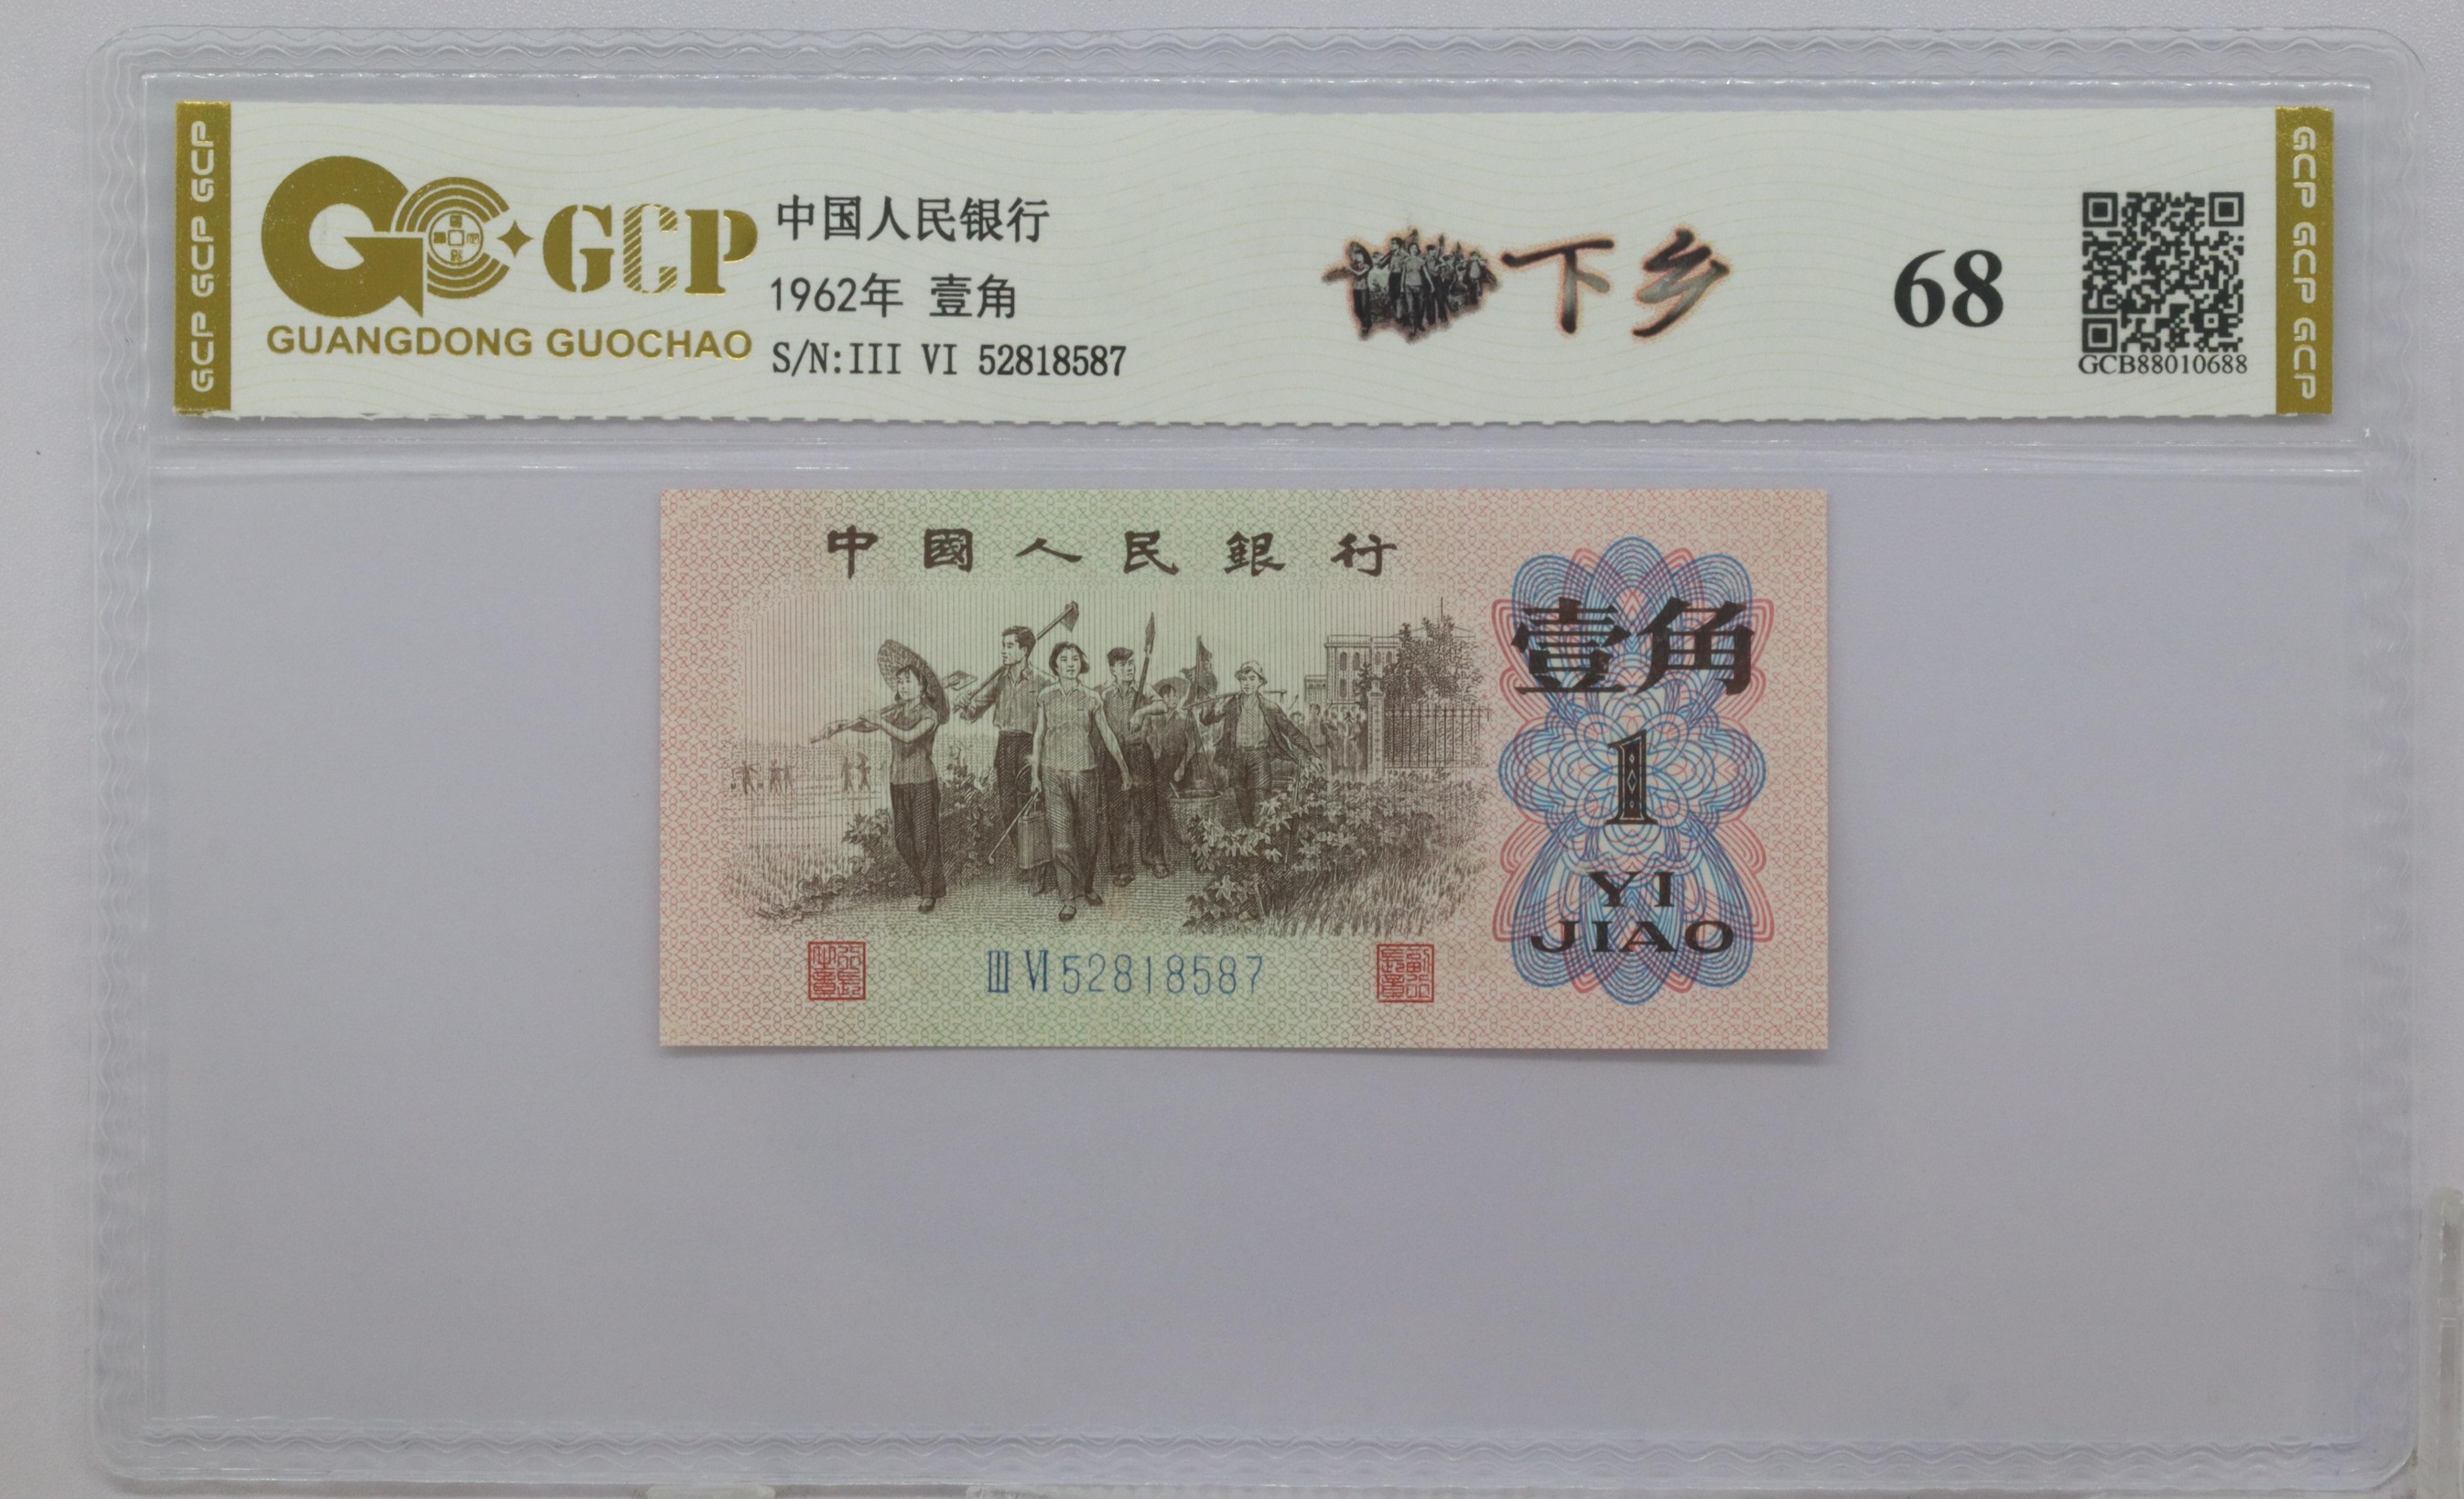 GCP GCP GCP
GCP
GUANGDONG GUOCHAO
中国人民银行
1962年 壹角
S/N:III VI 52818587
下乡
68
GCB88010688
GCP GCP GCP
中國人民銀行
壹角
1
YI
JIAO
III VI 52818587